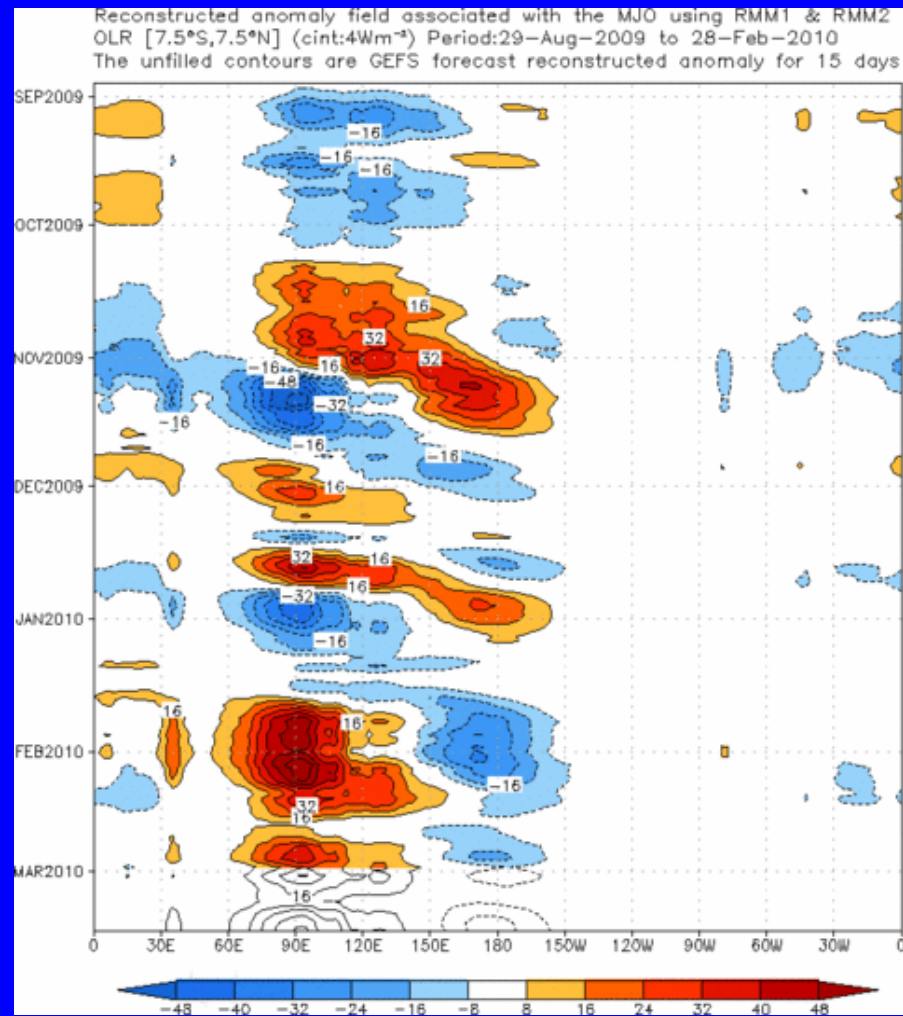 Reconstructed anomaly field associated with the MJO using RMM1 & RMM2
OLR [7.5°S,7.5°N] (cint:4Wm⁻²) Period:29-Aug-2009 to 28-Feb-2010
The unfilled contours are GEFS forecast reconstructed anomaly for 15 days
SEP2009
-16
-16
-16
OCT2009
16
32
NOV2009
-16
16
32
-48
-32
-16
-16
-16
DEC2009
16
32
16
16
-32
JAN2010
-16
16
16
FEB2010
-16
32
16
MAR2010
16
0 30E 60E 90E 120E 150E 180 150W 120W 90W 60W 30W 0
-48 -40 -32 -24 -16 -8 8 16 24 32 40 48